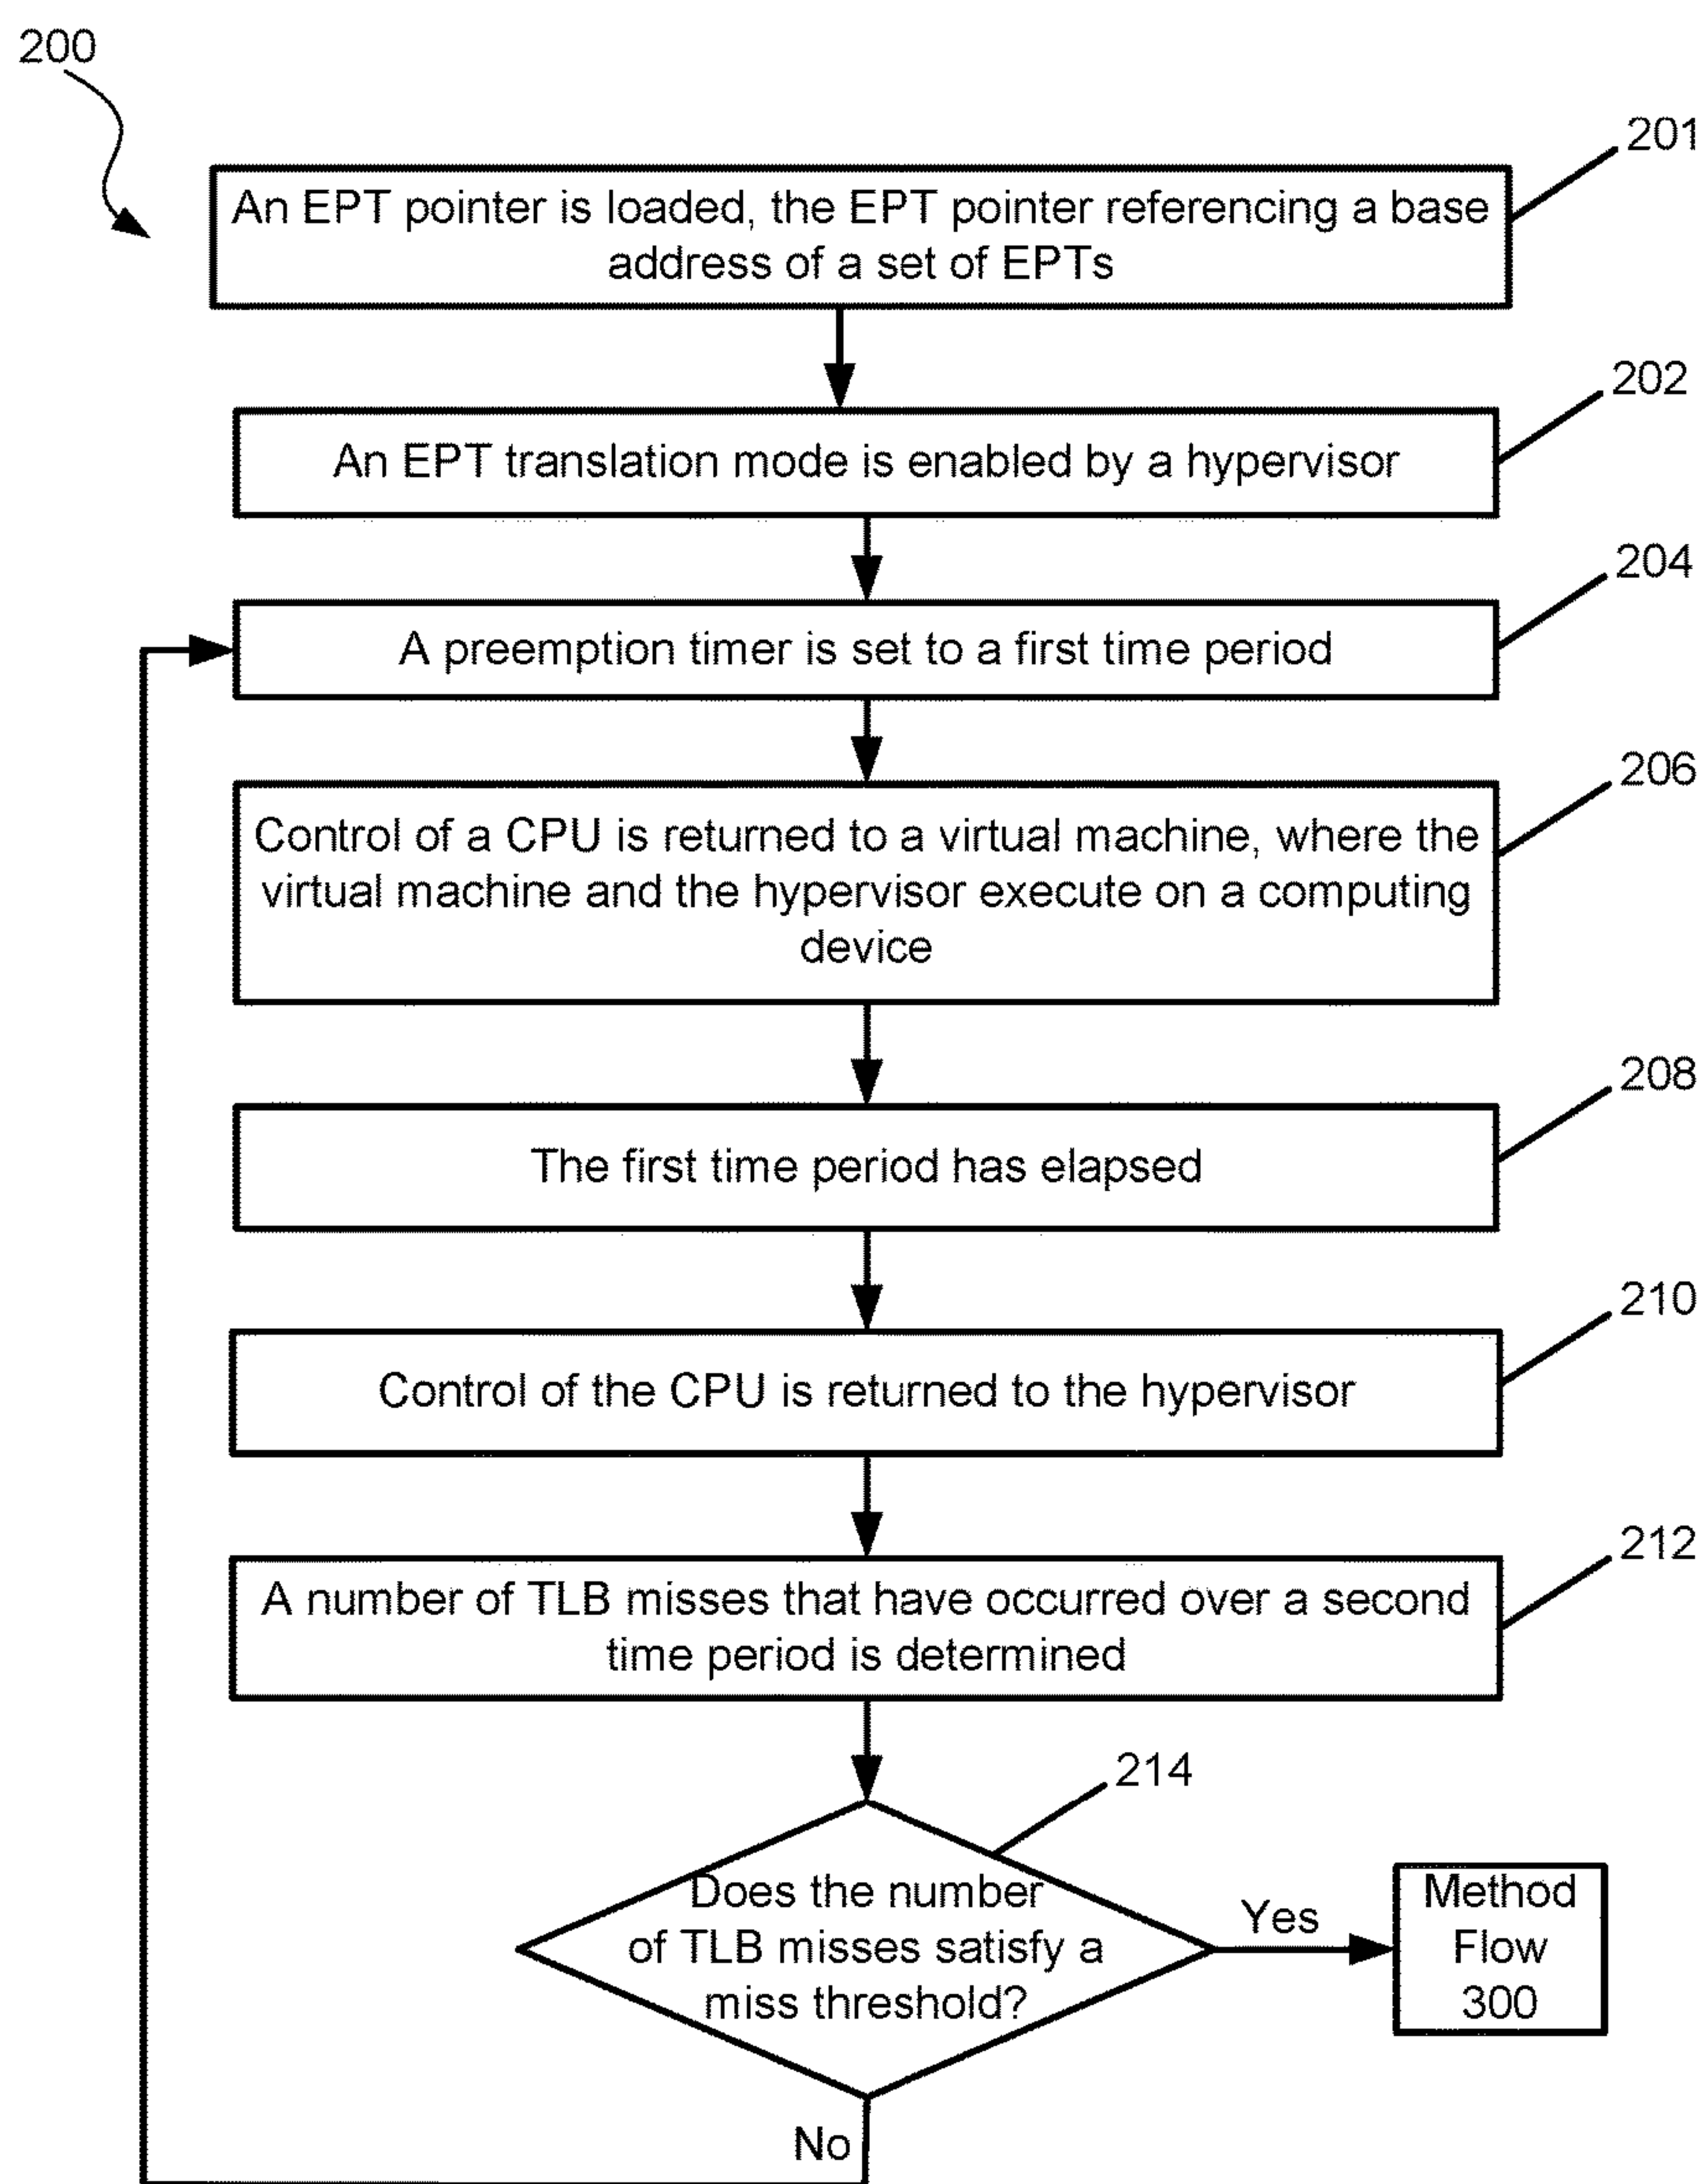 200
201
An EPT pointer is loaded, the EPT pointer referencing a base
address of a set of EPTs
202
An EPT translation mode is enabled by a hypervisor
204
A preemption timer is set to a first time period
206
Control of a CPU is returned to a virtual machine, where the
virtual machine and the hypervisor execute on a computing
device
208
The first time period has elapsed
210
Control of the CPU is returned to the hypervisor
212
A number of TLB misses that have occurred over a second
time period is determined
214
Does the number
of TLB misses satisfy a
miss threshold?
Yes
Method
Flow
300
No